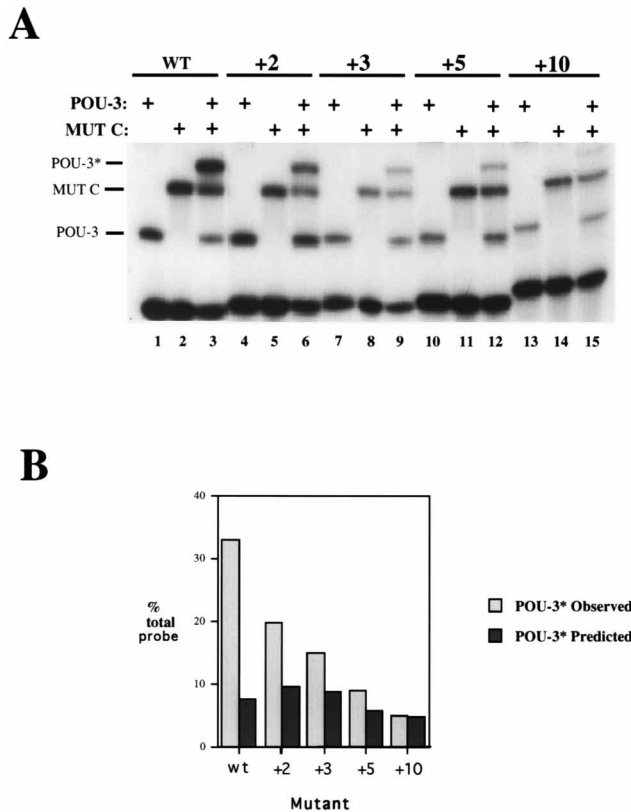 A
WT +2 +3 +5 +10
POU-3: + + + + + + + + + +
MUT C: + + + + + + + + + +
POU-3*
MUT C
POU-3
1 2 3 4 5 6 7 8 9 10 11 12 13 14 15
B
40
30
20
10
0
%
total
probe
POU-3* Observed
POU-3* Predicted
wt +2 +3 +5 +10
Mutant